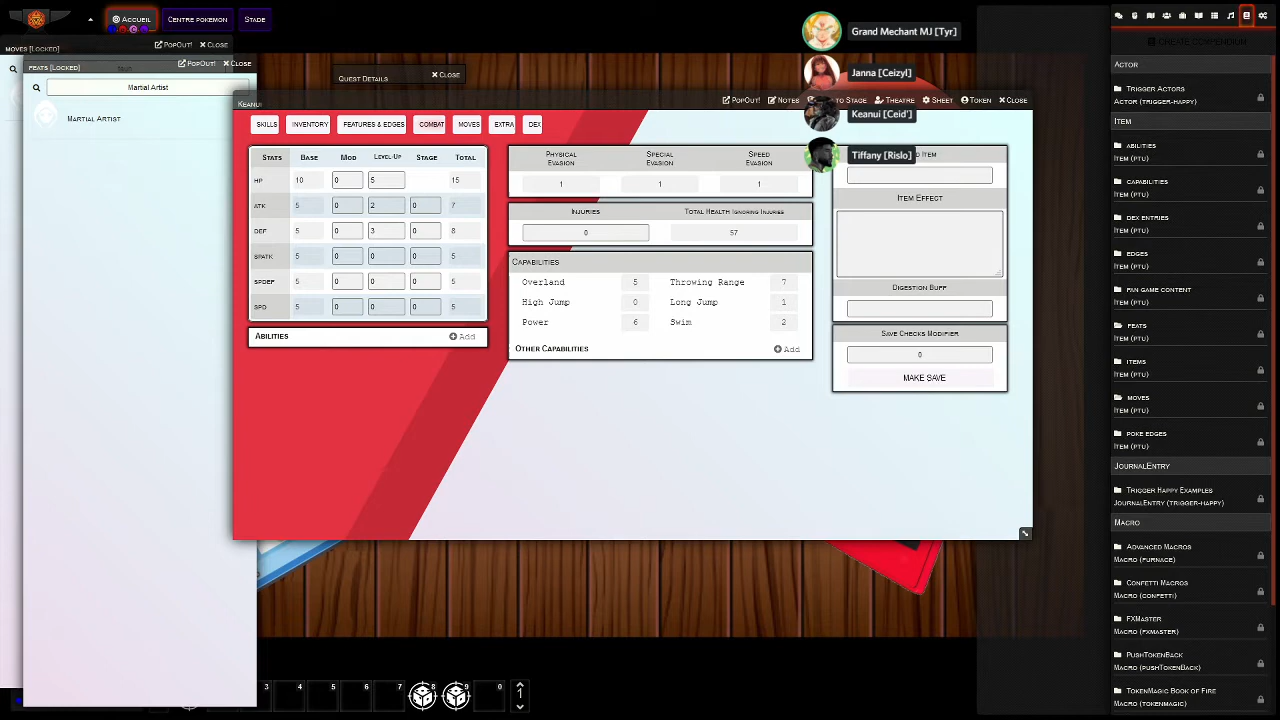 Accueil
Centre pokemon
Stade
Moves [Locked]
PopOut!
Close
Feats [Locked]
PopOut!
Close
Martial Artist
Martial Artist
Quest Details
Close
Keanui
PopOut!
Notes
to Stage
Theatre
Sheet
Token
Close
Grand Mechant MJ [Tyr]
Janna [Ceizyl]
Keanui [Ceid']
Tiffany [Rislo]
SKILLS
INVENTORY
FEATURES & EDGES
COMBAT
MOVES
EXTRA
DEX
Stats Base Mod Level-Up Stage Total
HP 10 0 5 15
ATK 5 0 2 0 7
DEF 5 0 3 0 8
SPATK 5 0 0 0 5
SPDEF 5 0 0 0 5
SPD 5 0 0 0 5
Abilities
Add
Physical Evasion
Special Evasion
Speed Evasion
1 1 1
Injuries
Total Health Ignoring Injuries
0 57
Capabilities
Overland 5 Throwing Range 7
High Jump 0 Long Jump 1
Power 6 Swim 2
Other Capabilities
Add
Item
Item Effect
Digestion Buff
Save Checks Modifier
0
MAKE SAVE
3 4 5 6 7 8 9 0
1
Create Compendium
Actor
Trigger Actors
Actor (trigger-happy)
Item
Abilities
Item (PTU)
Capabilities
Item (PTU)
Dex Entries
Item (PTU)
Edges
Item (PTU)
Fan Game Content
Item (PTU)
Feats
Item (PTU)
Items
Item (PTU)
Moves
Item (PTU)
Poke Edges
Item (PTU)
JournalEntry
Trigger Happy Examples
JournalEntry (trigger-happy)
Macro
Advanced Macros
Macro (furnace)
Confetti Macros
Macro (confetti)
FXMaster
Macro (fxmaster)
PushTokenBack
Macro (pushTokenBack)
TokenMagic Book of Fire
Macro (tokenmagic)